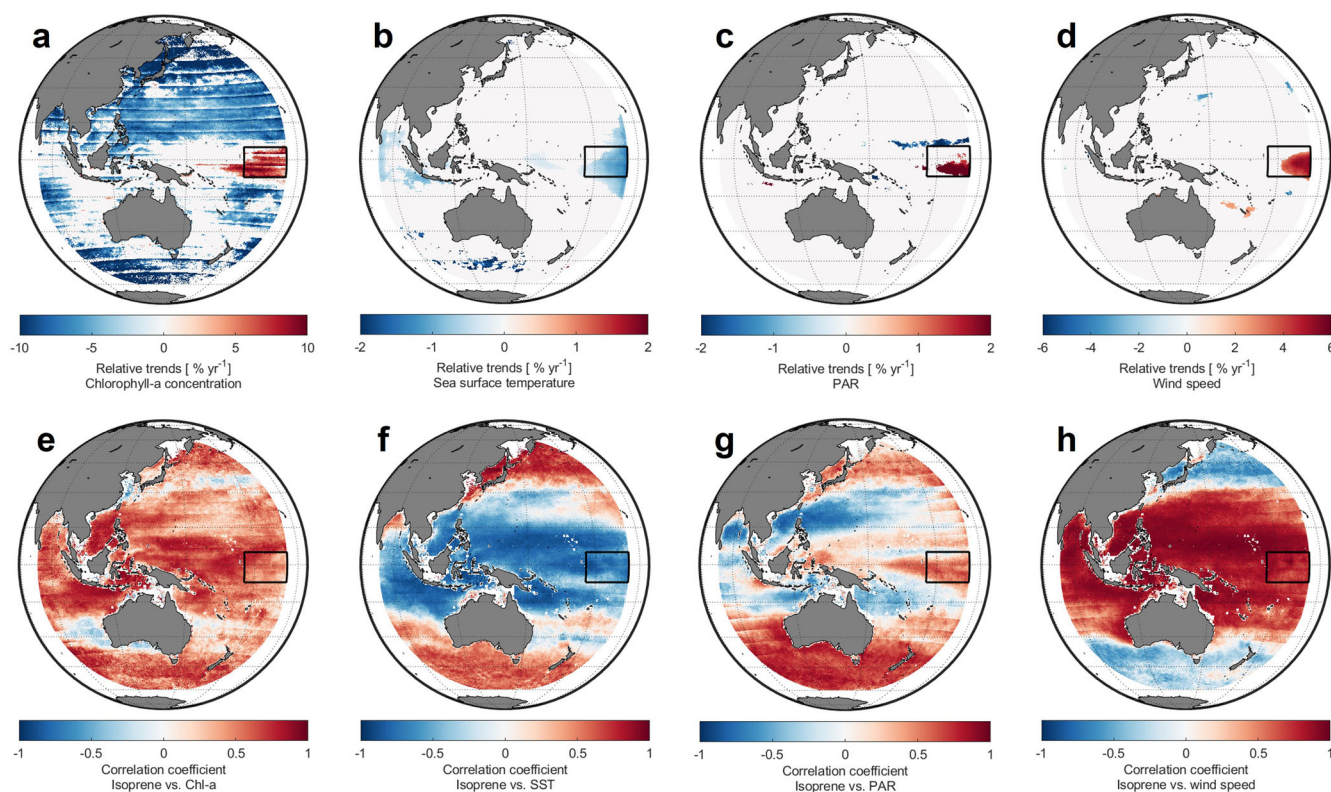 a
b
c
d
-10 -5 0 5 10
Relative trends [ % yr-1]
Chlorophyll-a concentration
-2 -1 0 1 2
Relative trends [ % yr-1]
Sea surface temperature
-2 -1 0 1 2
Relative trends [ % yr-1]
PAR
-6 -4 -2 0 2 4 6
Relative trends [ % yr-1]
Wind speed
e
f
g
h
-1 -0.5 0 0.5 1
Correlation coefficient
Isoprene vs. Chl-a
-1 -0.5 0 0.5 1
Correlation coefficient
Isoprene vs. SST
-1 -0.5 0 0.5 1
Correlation coefficient
Isoprene vs. PAR
-1 -0.5 0 0.5 1
Correlation coefficient
Isoprene vs. wind speed